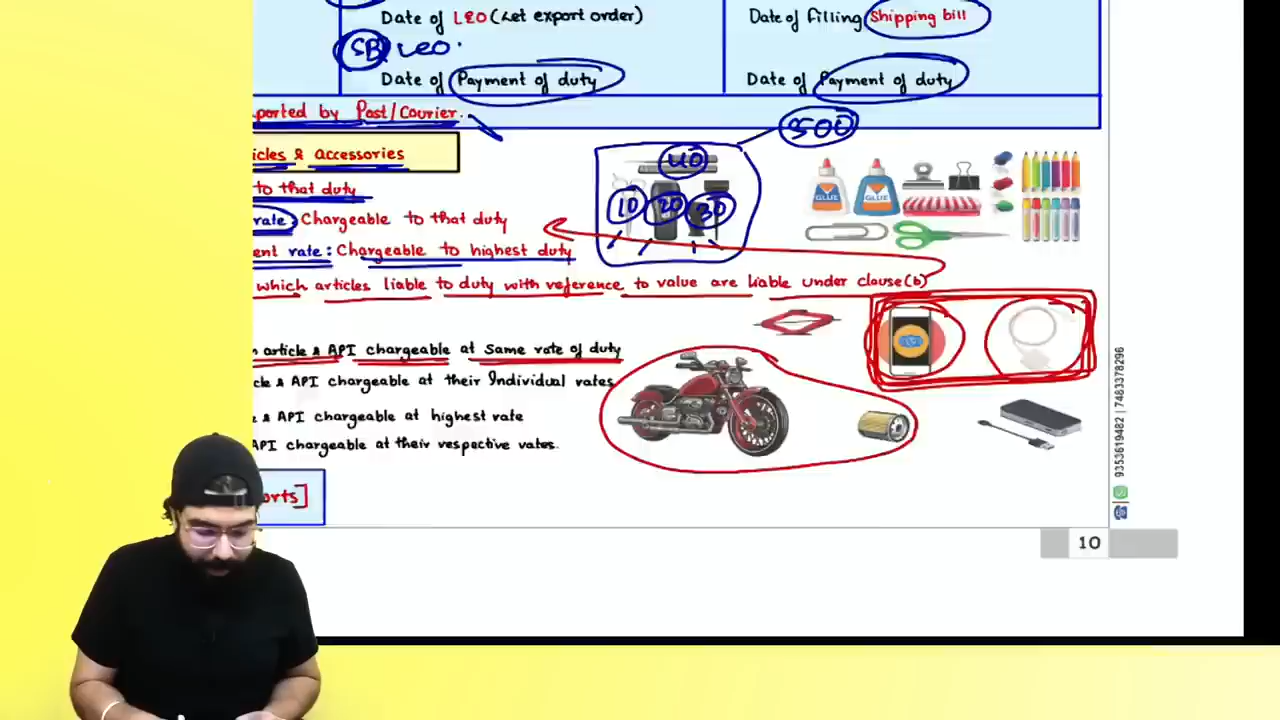 Date of LEO (Let export order)
Date of filling Shipping bill
SB LEO
Date of Payment of duty
Date of Payment of duty
ported by Post/Courier.
500
icles & accessories
40
to that duty
10 20 30
rate: Chargeable to that duty
GLUE GLUE
ent rate: Chargeable to highest duty
which articles liable to duty with reference to value are liable under clause (b)
article & API chargeable at Same rate of duty
cle & API chargeable at their Individual rates
& API chargeable at highest rate
API chargeable at their respective rates.
orts]
9353619482 | 7483378296
10